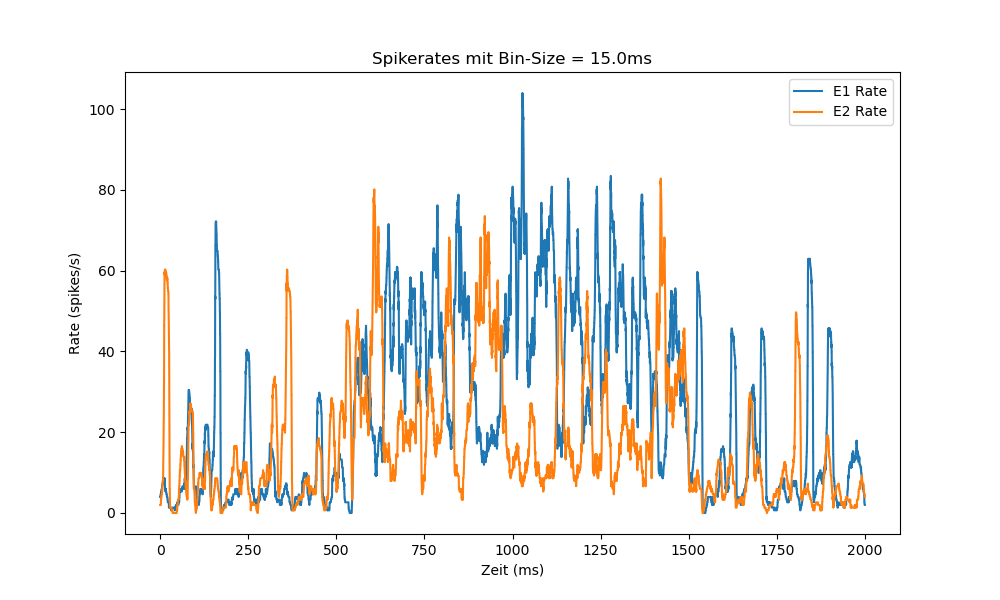 Spikerates mit Bin-Size = 15.0ms
E1 Rate
E2 Rate
Rate (spikes/s)
100
80
60
40
20
0
0 250 500 750 1000 1250 1500 1750 2000
Zeit (ms)